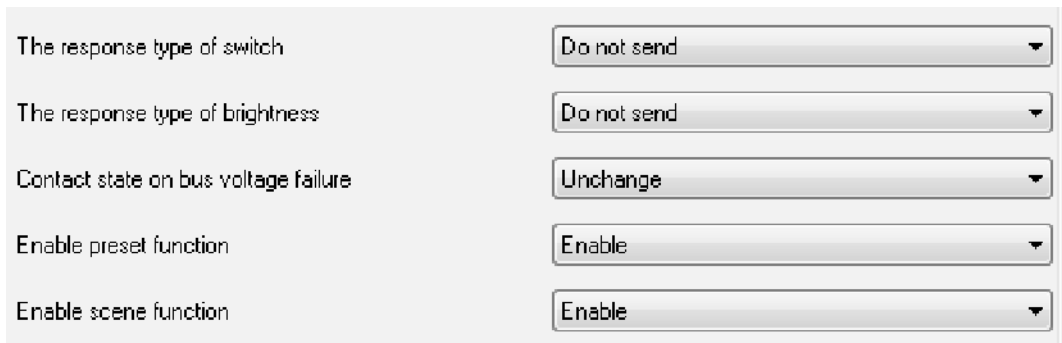 The response type of switch Do not send
The response type of brightness Do not send
Contact state on bus voltage failure Unchange
Enable preset function Enable
Enable scene function Enable